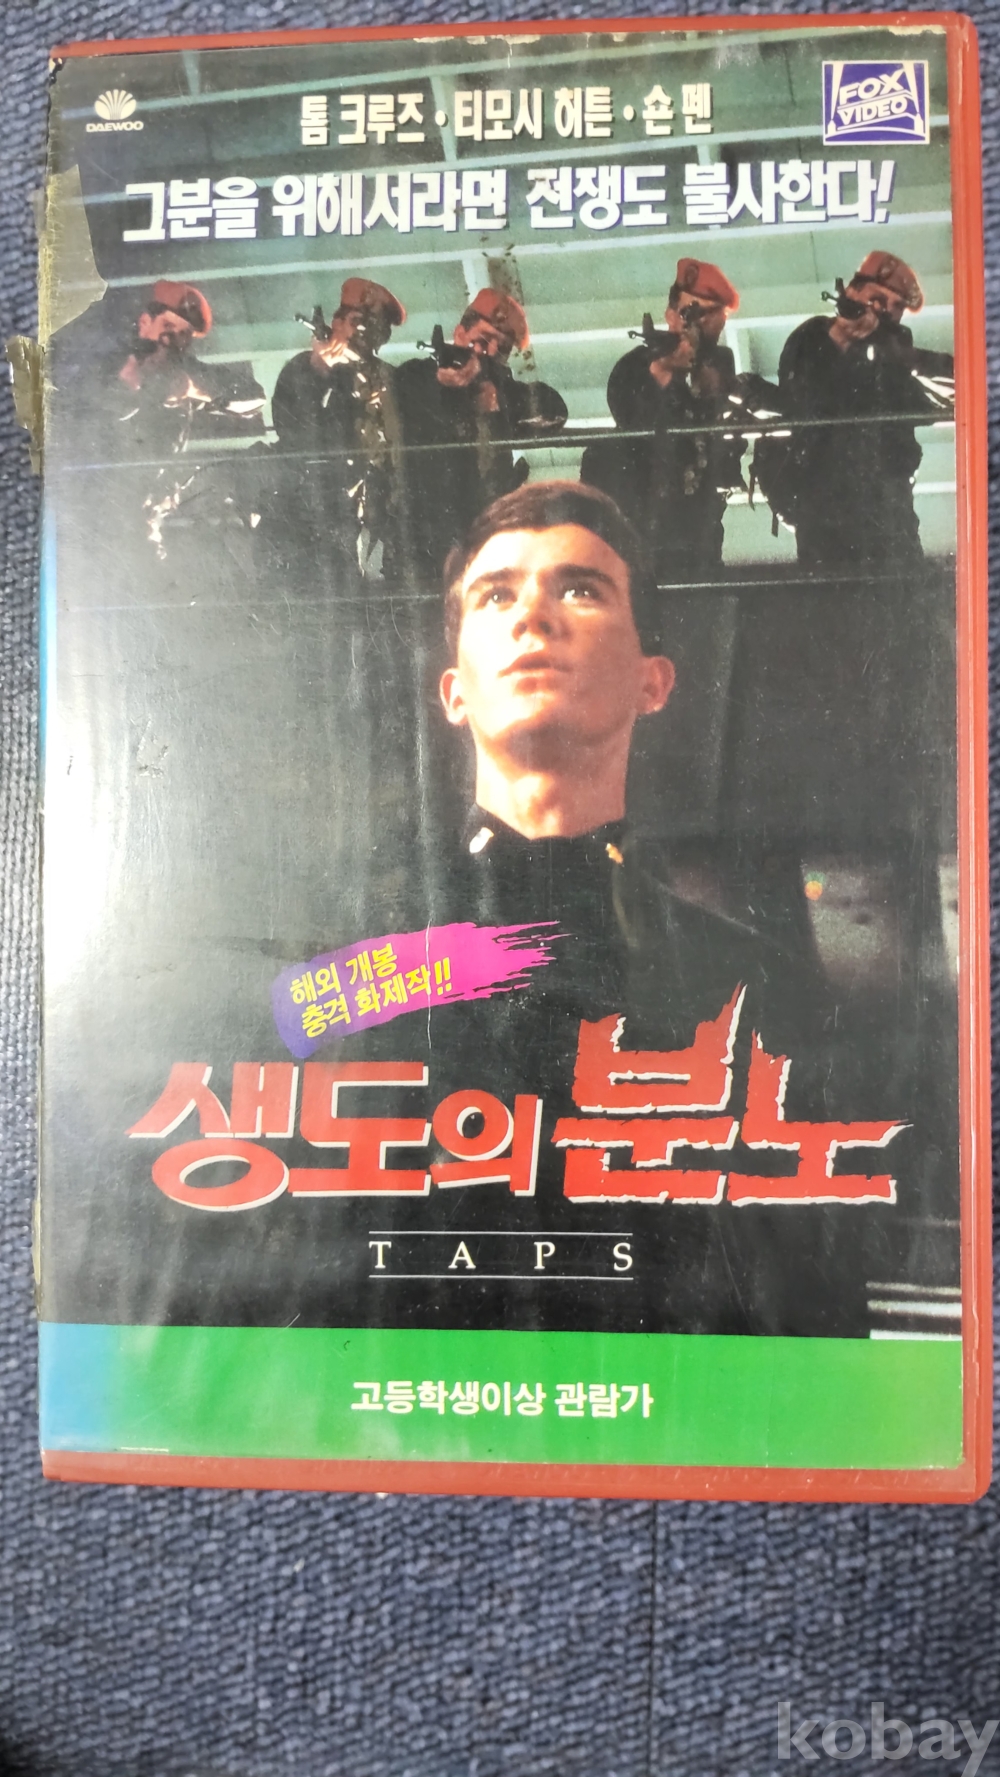 DAEWOO
톰 크루즈·티모시 허튼·숀 펜
FOX
VIDEO
그분을 위해서라면 전쟁도 불사한다!
해외 개봉
충격 화제작!!
생도의 분노
TAPS
고등학생이상 관람가
kobay